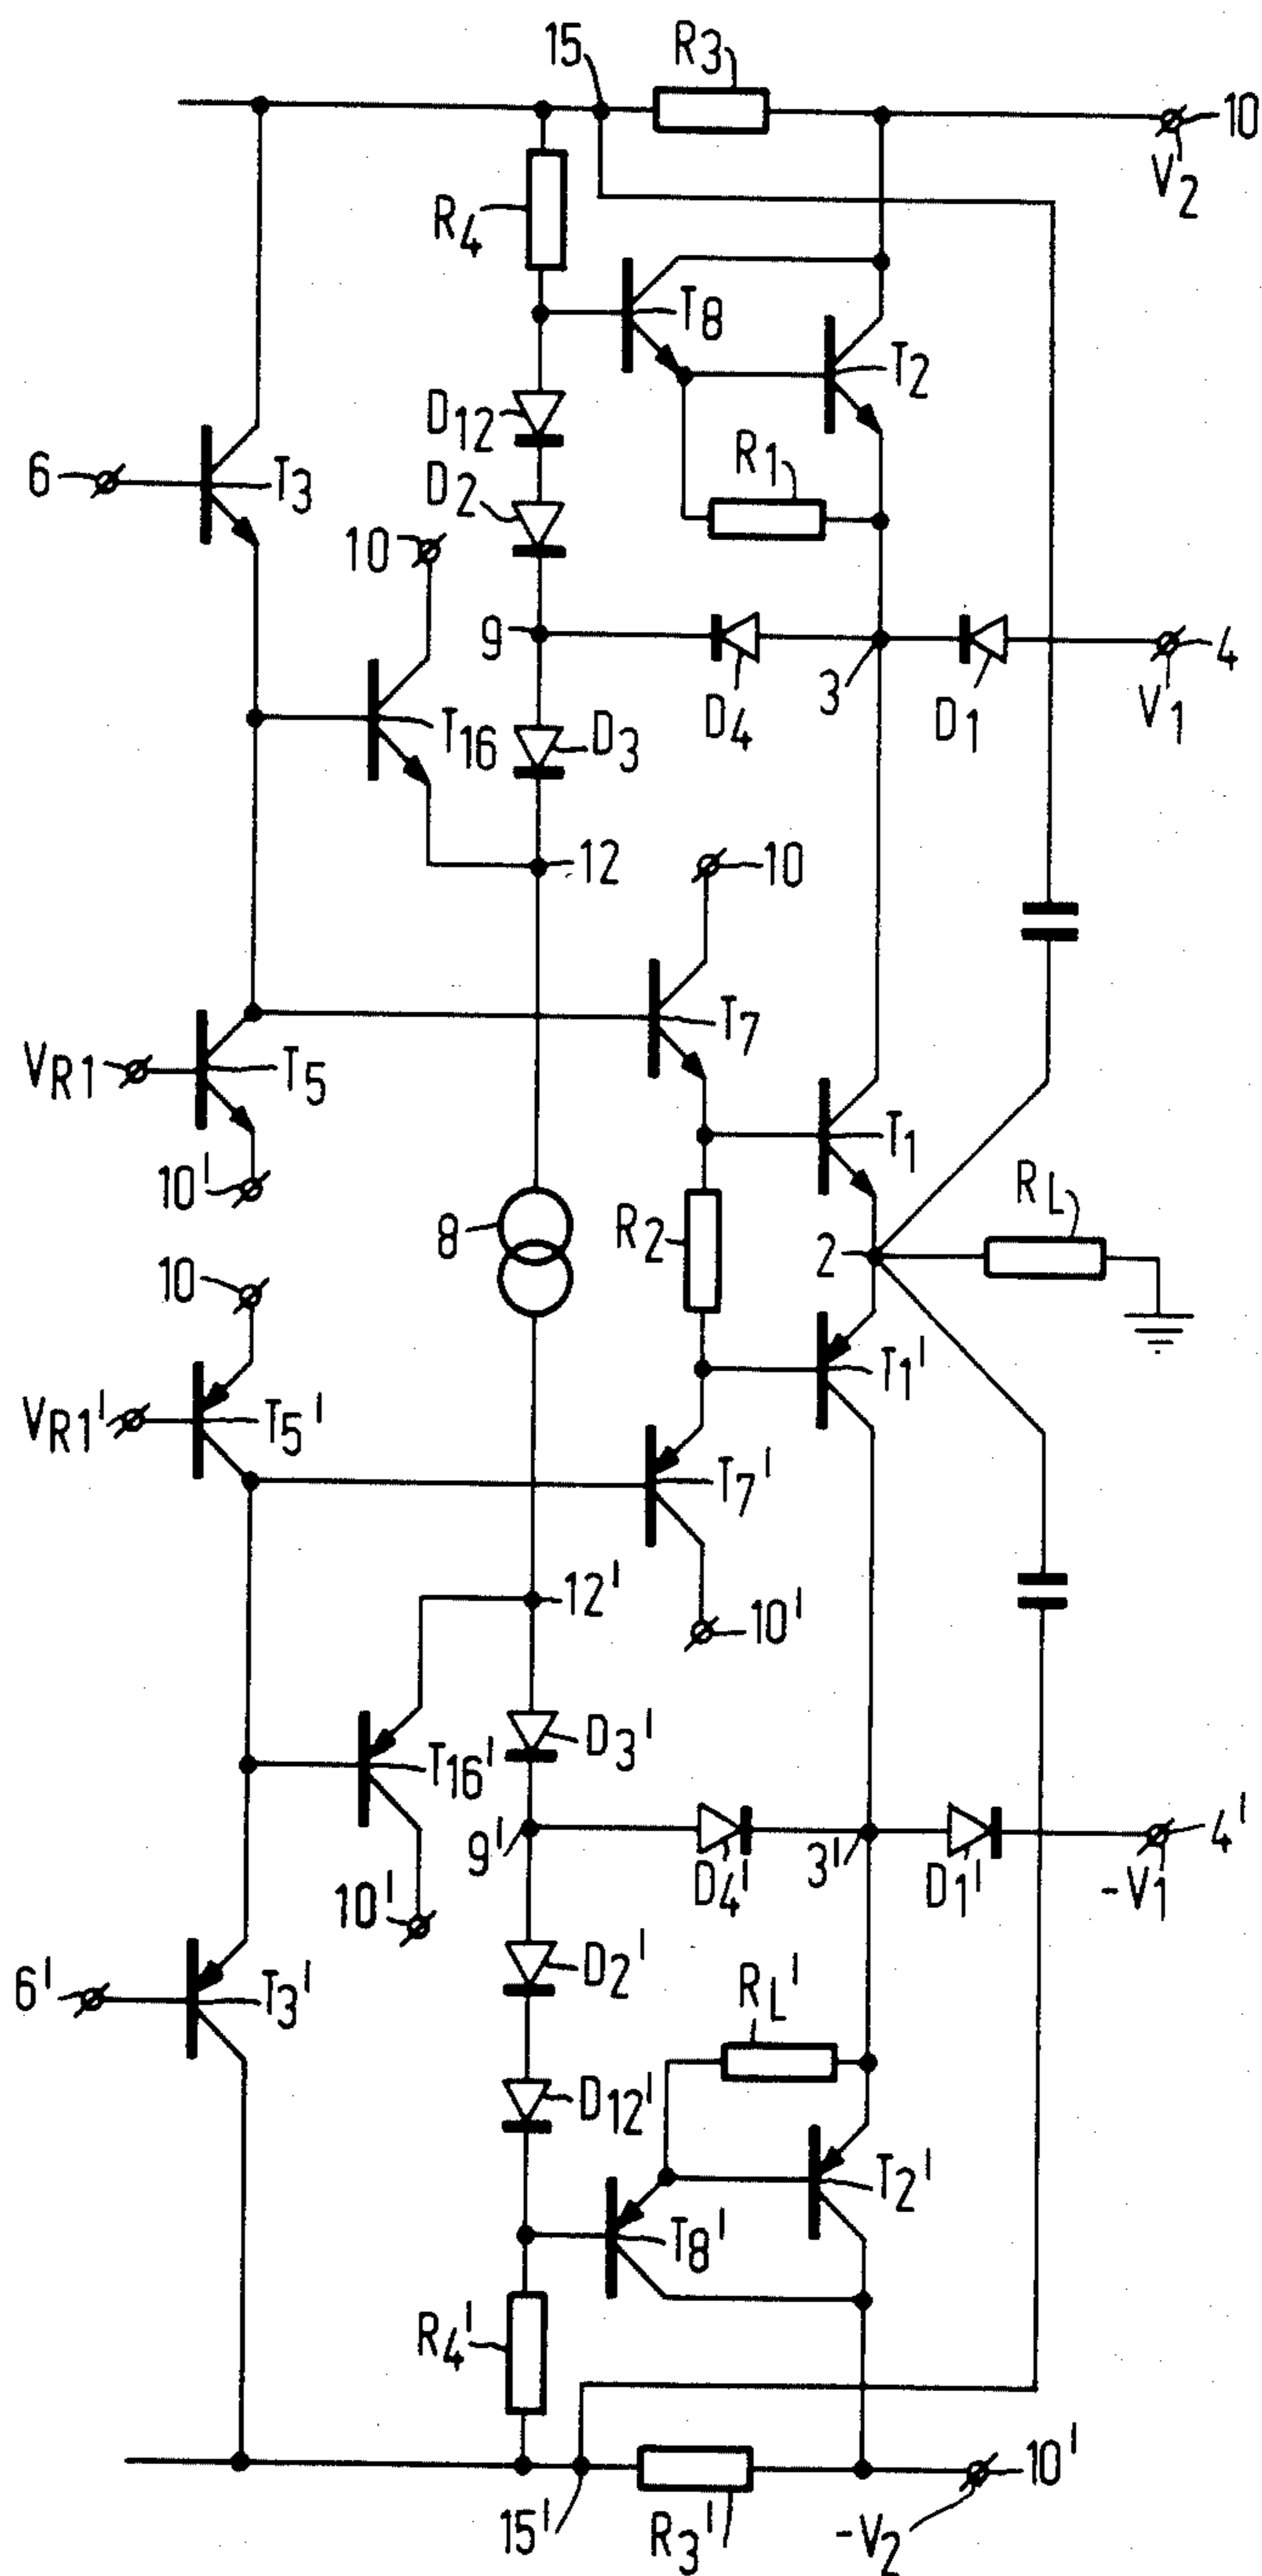 15
R3
10
V2
R4
T8
T2
D12
R1
6
T3
D2
10
9
D4
3
D1
4
V1
T16
D3
12
10
T7
VR1
T5
T1
10'
8
R2
RL
2
10
T1'
VR1'
T5'
T7'
12'
10'
D3'
T16'
9'
D4'
3'
D1'
4'
-V1
10'
D2'
6'
T3'
RL'
D12'
T2'
T8'
R4'
10'
15'
R3'
-V2